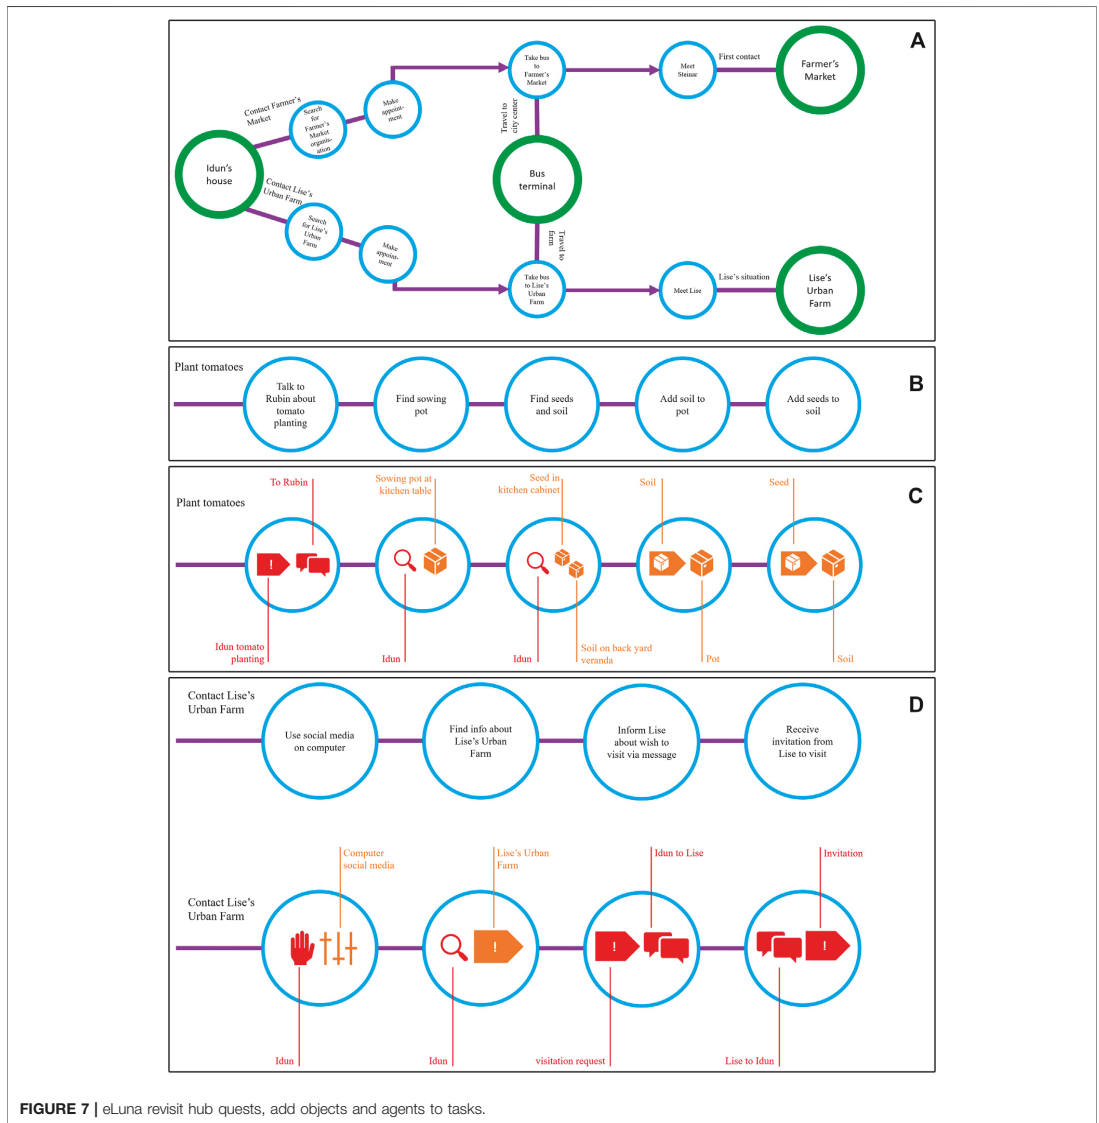 A
Contact Farmer's
Market
Search
for
Farmer's
Market
organis-
ation
Make
appoint-
ment
Take bus
to
Farmer's
Market
Meet
Steinar
First contact
Farmer's
Market
Idun's
house
Travel to
city center
Bus
terminal
Contact Lise's
Urban Farm
Search
for Lise's
Urban
Farm
Make
appoint-
ment
Travel to
farm
Take bus
to Lise's
Urban
Farm
Meet Lise
Lise's situation
Lise's
Urban
Farm
B
Plant tomatoes
Talk to
Rubin about
tomato
planting
Find sowing
pot
Find seeds
and soil
Add soil to
pot
Add seeds to
soil
C
Plant tomatoes
To Rubin
Sowing pot at
kitchen table
Seed in
kitchen cabinet
Soil
Seed
!
Idun tomato
planting
Idun
Idun
Soil on back yard
veranda
Pot
Soil
D
Contact Lise's
Urban Farm
Use social media
on computer
Find info about
Lise's Urban
Farm
Inform Lise
about wish to
visit via message
Receive
invitation from
Lise to visit
Contact Lise's
Urban Farm
Computer
social media
Lise's Urban
Farm
Idun to Lise
Invitation
!
!
!
Idun
Idun
visitation request
Lise to Idun
FIGURE 7 | eLuna revisit hub quests, add objects and agents to tasks.